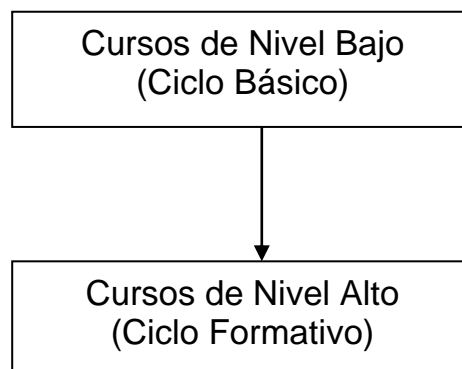 Cursos de Nivel Bajo
(Ciclo Básico)
Cursos de Nivel Alto
(Ciclo Formativo)